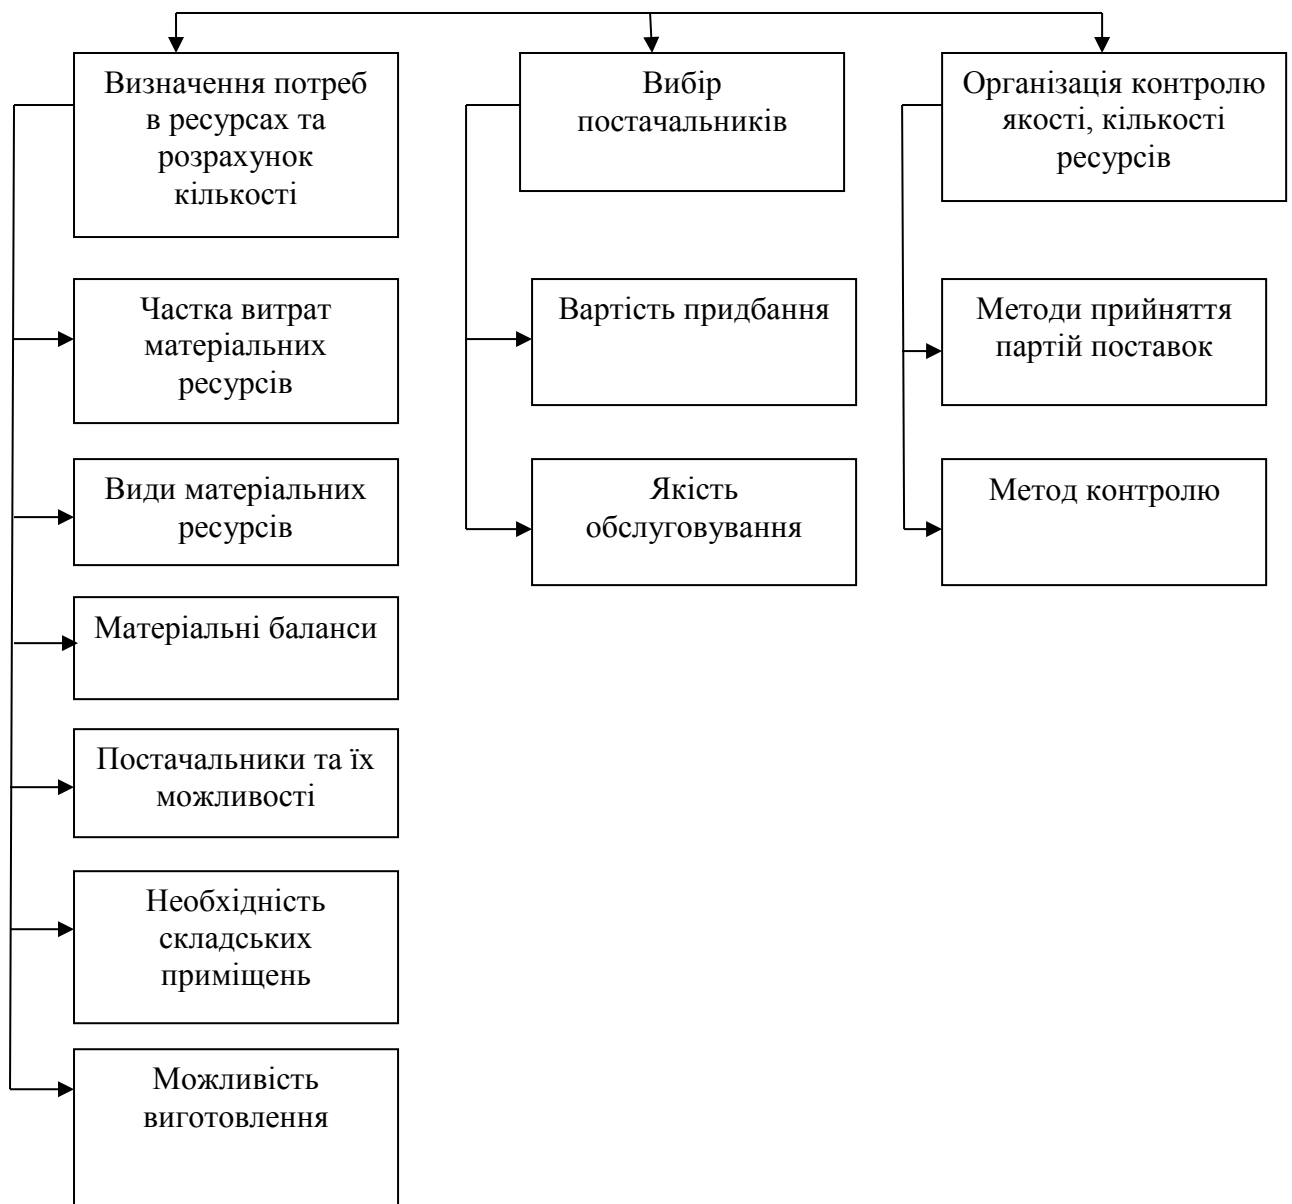 Визначення потреб
в ресурсах та
розрахунок
кількості
Частка витрат
матеріальних
ресурсів
Види матеріальних
ресурсів
Матеріальні баланси
Постачальники та їх
можливості
Необхідність
складських
приміщень
Можливість
виготовлення
Вибір
постачальників
Вартість придбання
Якість
обслуговування
Організація контролю
якості, кількості
ресурсів
Методи прийняття
партій поставок
Метод контролю